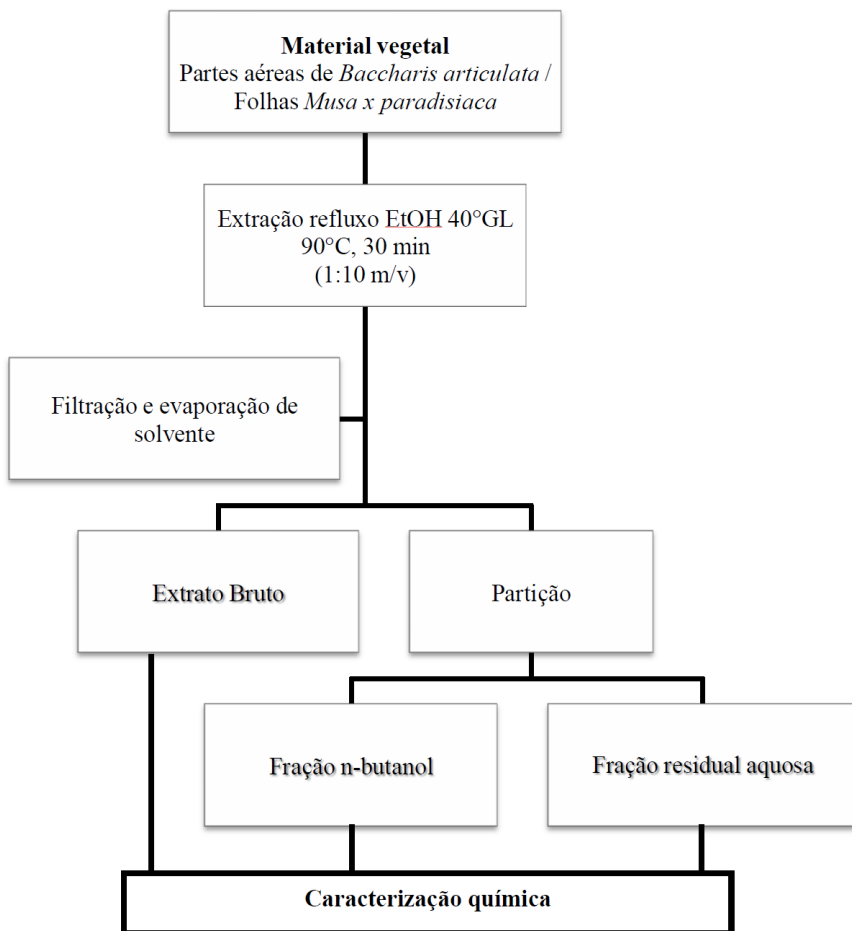 Material vegetal
Partes aéreas de Baccharis articulata /
Folhas Musa x paradisiaca
Extração refluxo EtOH 40°GL
90°C, 30 min
(1:10 m/v)
Filtração e evaporação de
solvente
Extrato Bruto
Partição
Fração n-butanol
Fração residual aquosa
Caracterização química